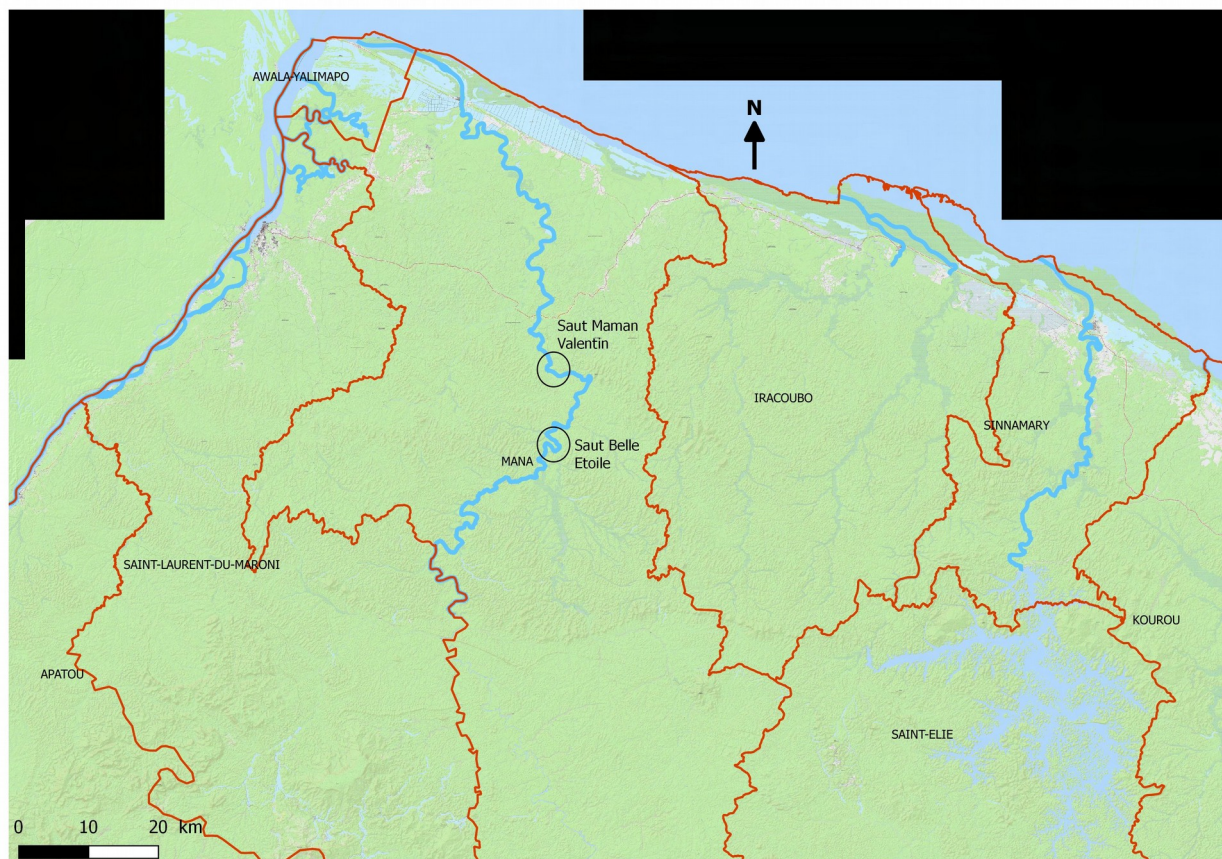 AWALA-YALIMAPO
N
Saut Maman
Valentin
IRACOUBO
SINNAMARY
MANA
Saut Belle
Etoile
SAINT-LAURENT-DU-MARONI
KOUROU
APATOU
SAINT-ELIE
0 10 20 km